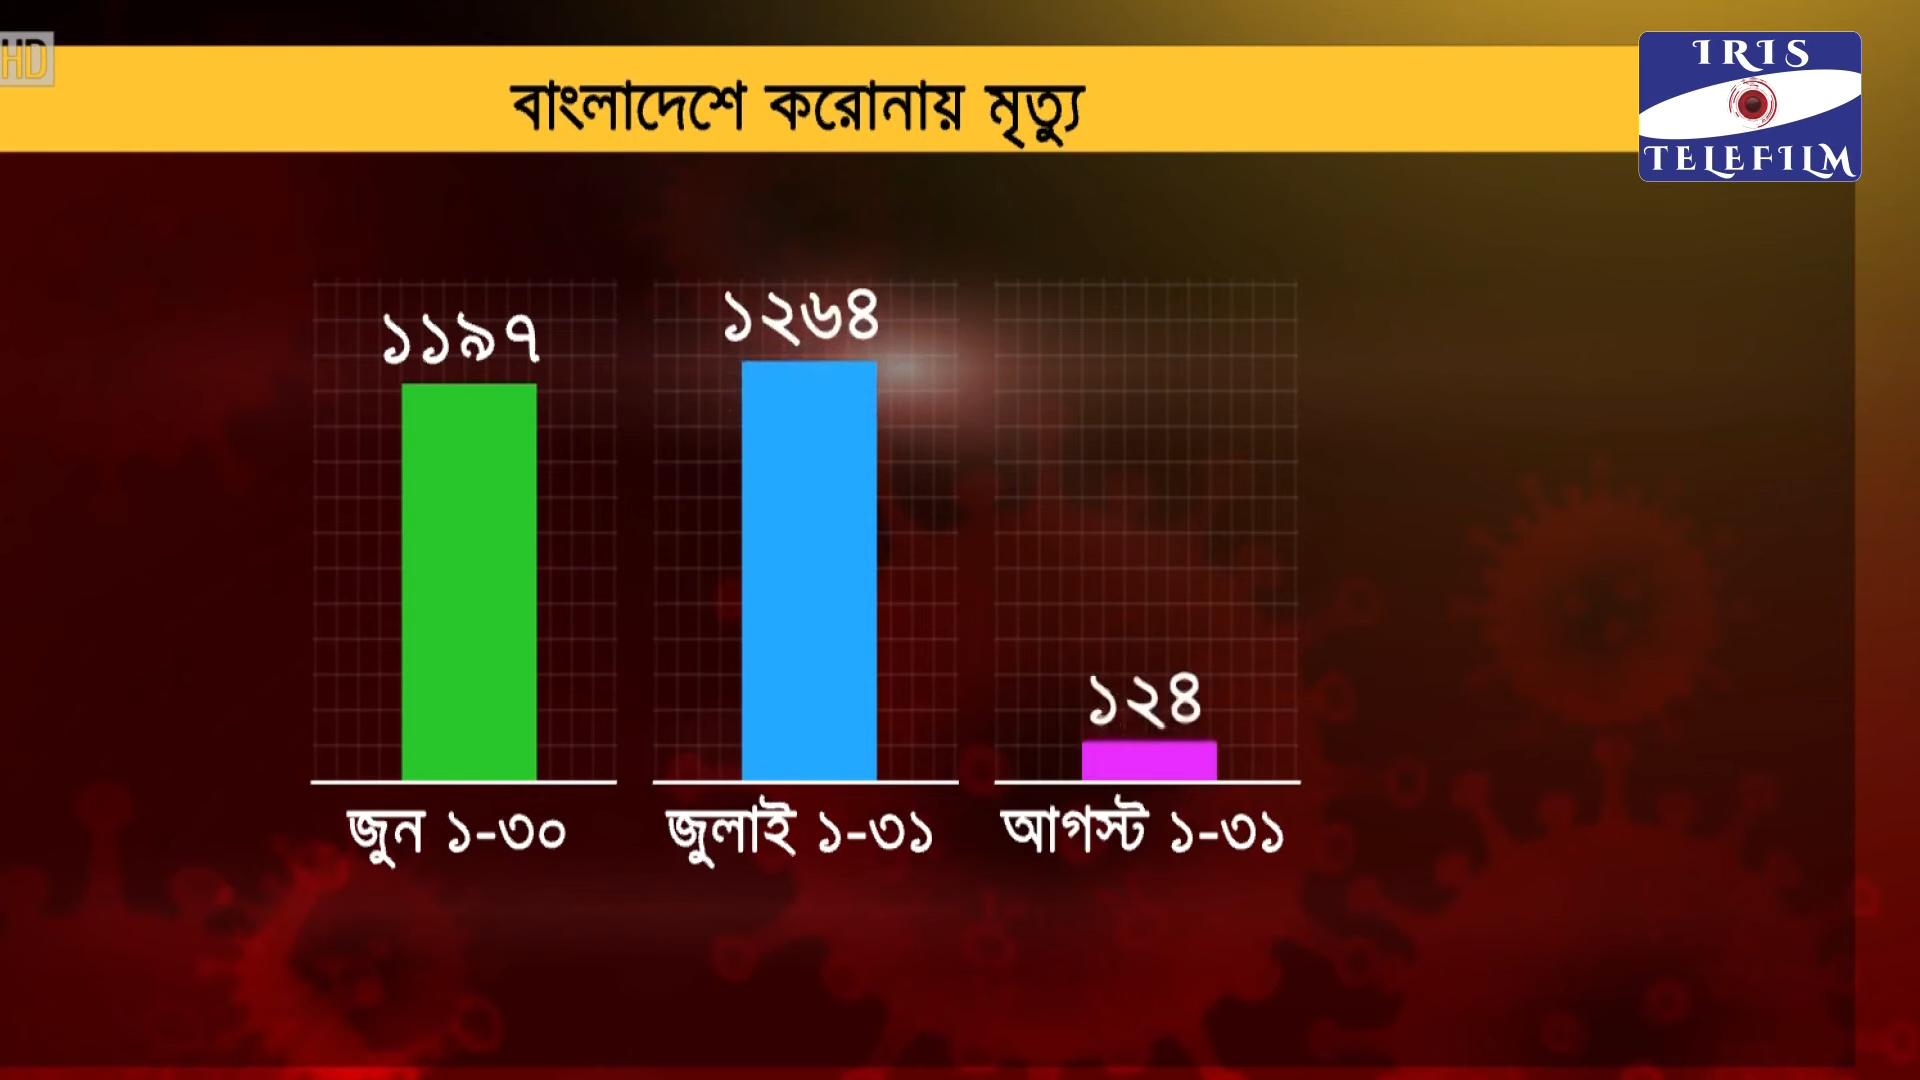 HD
বাংলাদেশে করোনায় মৃত্যু
IRIS
TELEFILM
১১৯৭
১২৬৪
১২৪
জুন ১-৩০
জুলাই ১-৩১
আগস্ট ১-৩১